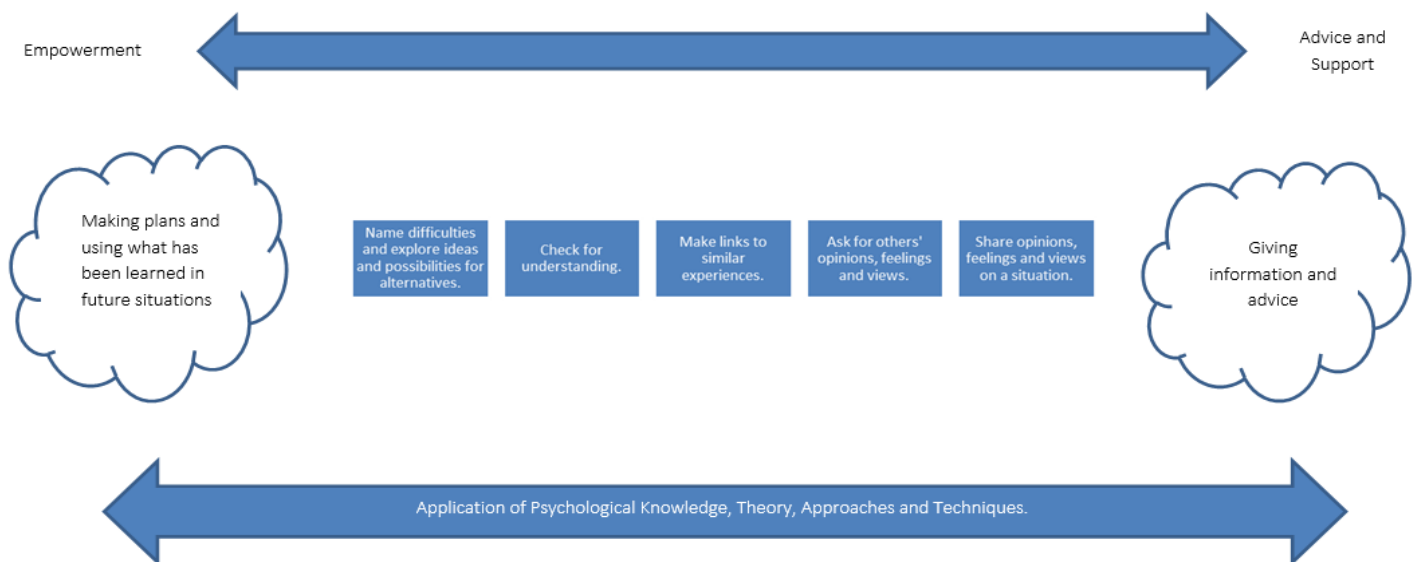 Empowerment
Advice and
Support
Making plans and
using what has
been learned in
future situations
Name difficulties
and explore ideas
and possibilities for
alternatives.
Check for
understanding.
Make links to
similar
experiences.
Ask for others'
opinions, feelings
and views.
Share opinions,
feelings and views
on a situation.
Giving
information and
advice
Application of Psychological Knowledge, Theory, Approaches and Techniques.